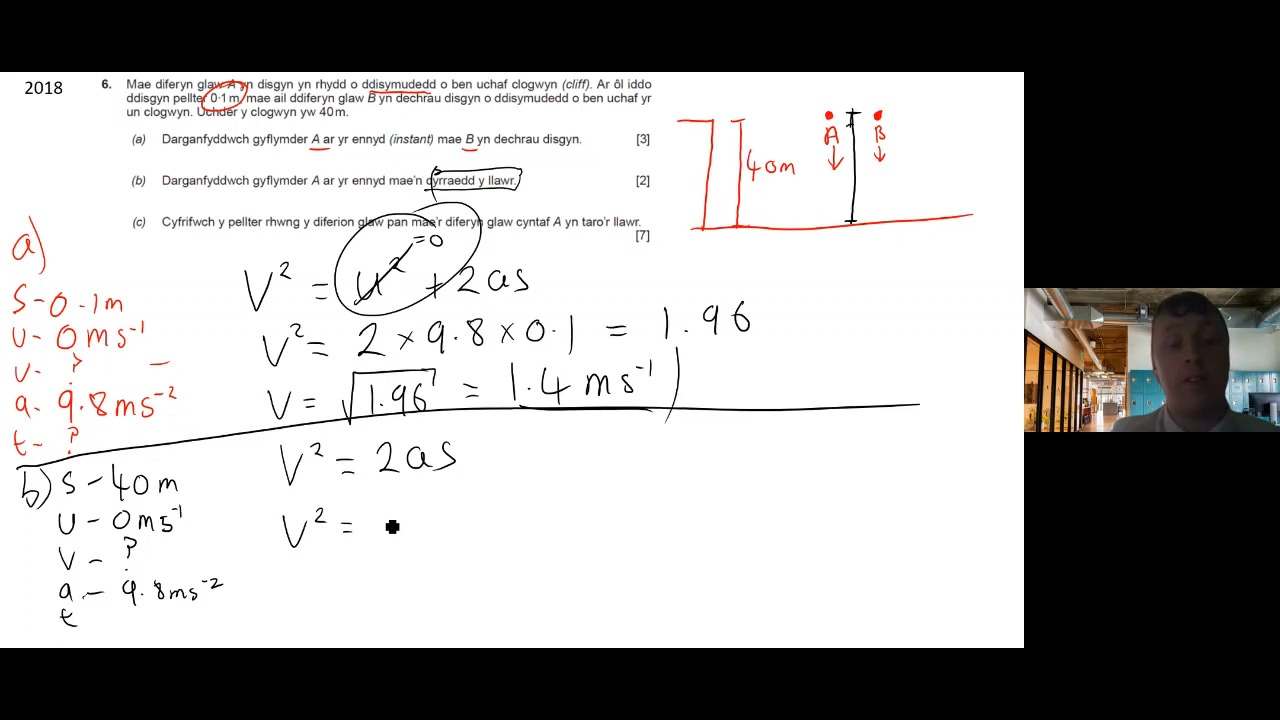 2018
6. Mae diferyn glaw A yn disgyn yn rhydd o ddisymudedd o ben uchaf clogwyn (cliff). Ar ôl iddo
ddisgyn pellter 0·1m, mae ail ddiferyn glaw B yn dechrau disgyn o ddisymudedd o ben uchaf yr
un clogwyn. Uchder y clogwyn yw 40m.
(a) Darganfyddwch gyflymder A ar yr ennyd (instant) mae B yn dechrau disgyn. [3]
(b) Darganfyddwch gyflymder A ar yr ennyd mae'n cyrraedd y llawr. [2]
(c) Cyfrifwch y pellter rhwng y diferion glaw pan mae'r diferyn glaw cyntaf A yn taro'r llawr.
[7]
40m
A
B
a)
S-0.1m
u-0ms⁻¹
v-?
a-9.8ms⁻²
t-?
V² = u² + 2as
=0
V² = 2×9.8×0.1 = 1.96
V = √1.96 = 1.4 ms⁻¹
b) S-40m
u-0ms⁻¹
v-?
a-9.8ms⁻²
t
V² = 2as
V² =